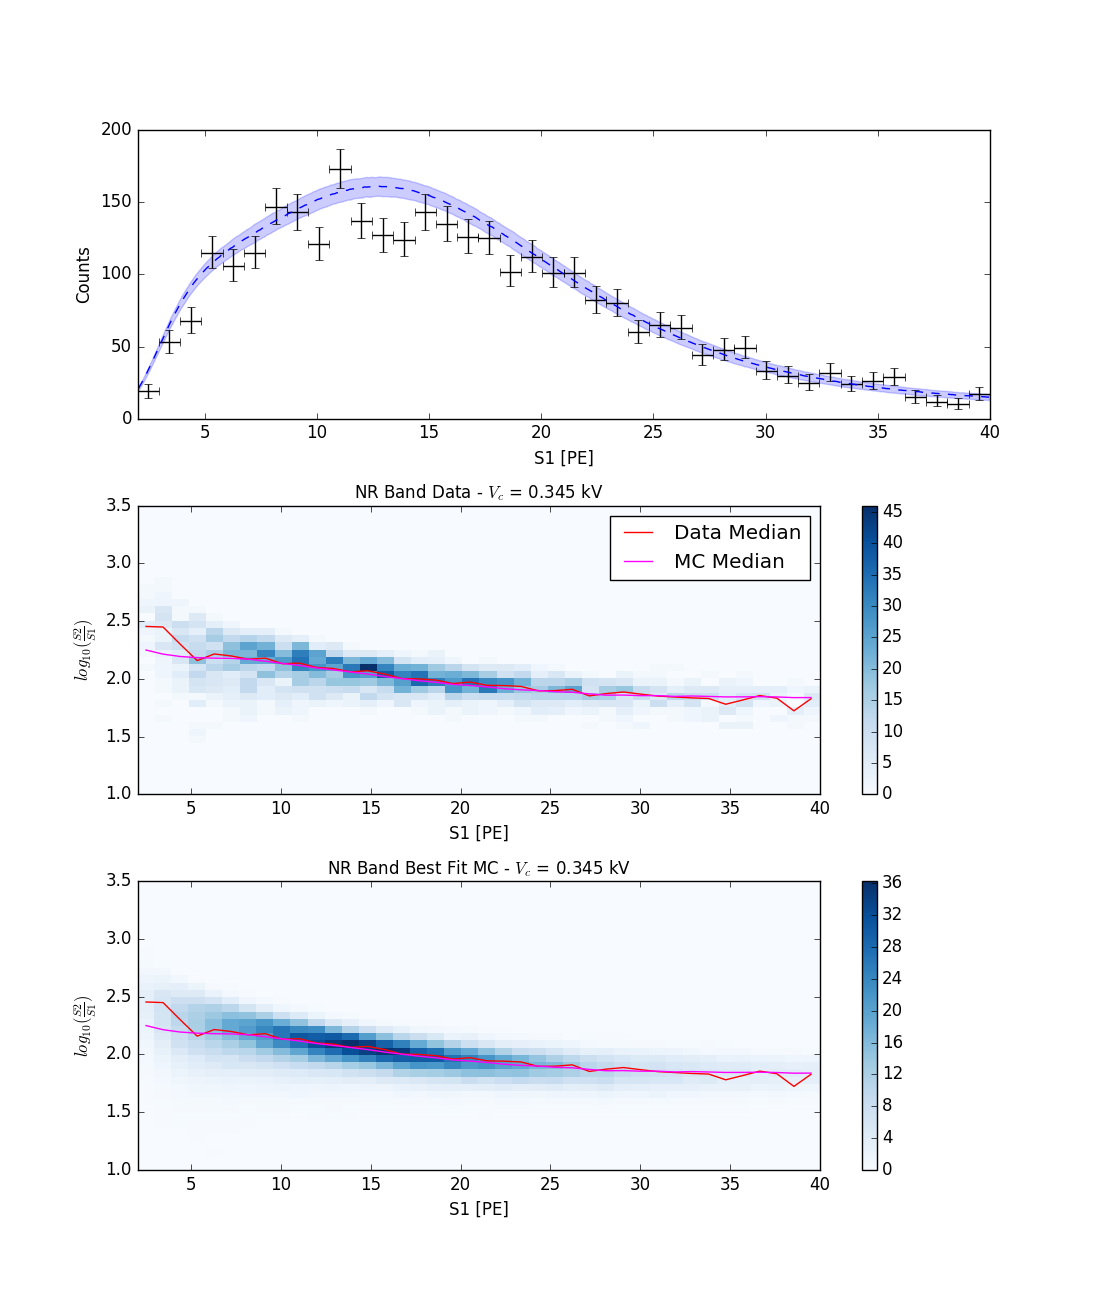 200
150
100
50
0
Counts
5 10 15 20 25 30 35 40
S1 [PE]
NR Band Data - V_c = 0.345 kV
3.5
3.0
2.5
2.0
1.5
1.0
log_10(S2/S1)
Data Median
MC Median
5 10 15 20 25 30 35 40
S1 [PE]
45
40
35
30
25
20
15
10
5
0
NR Band Best Fit MC - V_c = 0.345 kV
3.5
3.0
2.5
2.0
1.5
1.0
log_10(S2/S1)
5 10 15 20 25 30 35 40
S1 [PE]
36
32
28
24
20
16
12
8
4
0